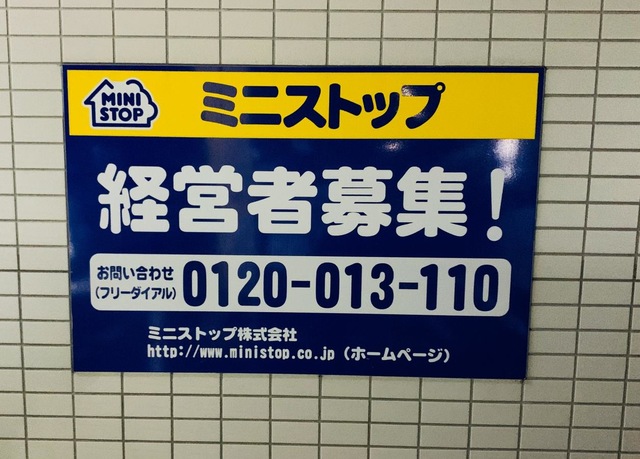 MINI
STOP
ミニストップ
経営者募集!
お問い合わせ
(フリーダイアル)
0120-013-110
ミニストップ株式会社
http://www.ministop.co.jp(ホームページ)